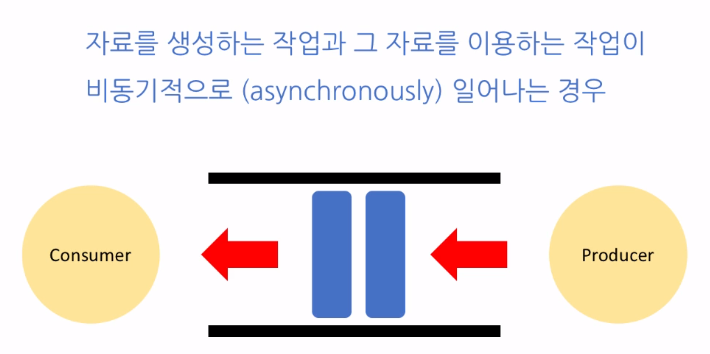 자료를 생성하는 작업과 그 자료를 이용하는 작업이
비동기적으로 (asynchronously) 일어나는 경우
Consumer
Producer